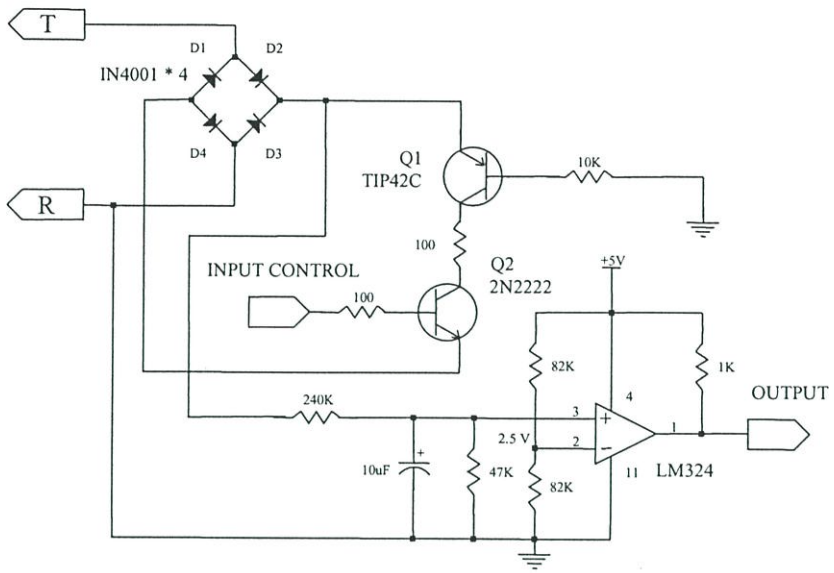 T
D1
D2
IN4001 * 4
D4
D3
R
Q1
TIP42C
10K
100
INPUT CONTROL
Q2
2N2222
100
+5V
82K
1K
240K
4
OUTPUT
3
+
1
2.5 V
2
−
+
10uF
47K
82K
11
LM324